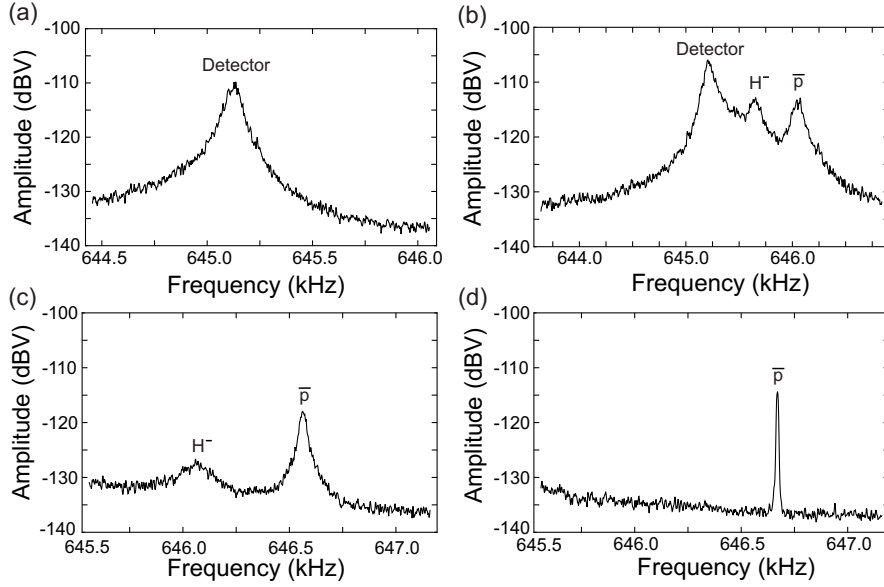 (a)
-100
-110
-120
-130
-140
Amplitude (dBV)
Detector
644.5
645.0
645.5
646.0
Frequency (kHz)
(b)
-100
-110
-120
-130
-140
Amplitude (dBV)
Detector
H⁻
p̅
644.0
645.0
646.0
Frequency (kHz)
(c)
-100
-110
-120
-130
-140
Amplitude (dBV)
H⁻
p̅
645.5
646.0
646.5
647.0
Frequency (kHz)
(d)
-100
-110
-120
-130
-140
Amplitude (dBV)
p̅
645.5
646.0
646.5
647.0
Frequency (kHz)